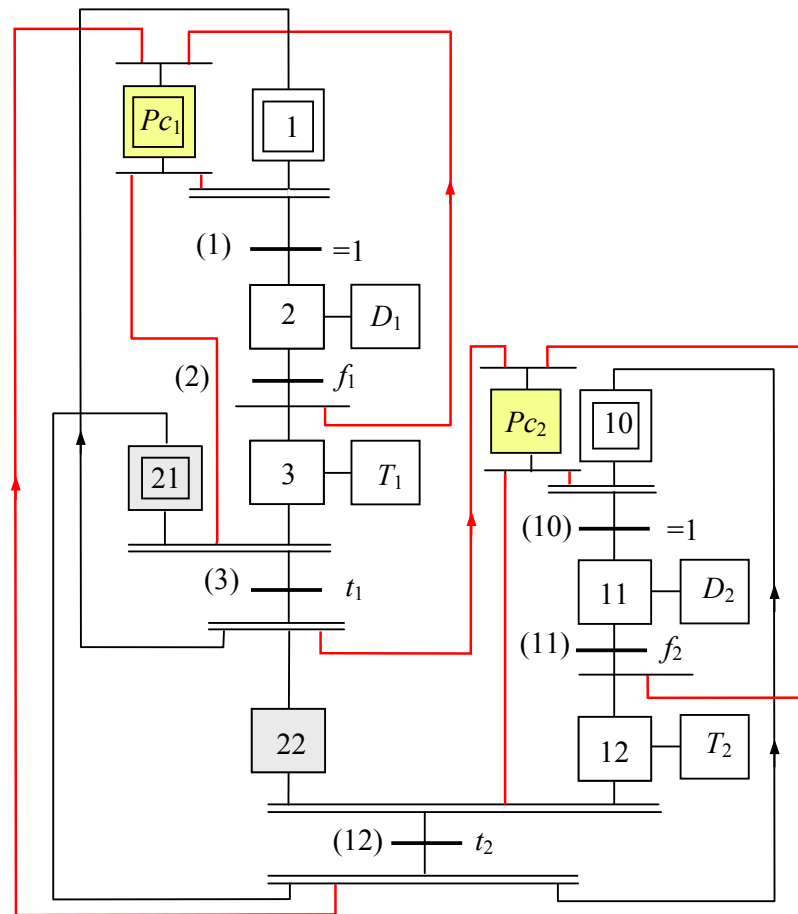 Pc₁
1
(1)
=1
2
D₁
(2)
f₁
21
3
T₁
(3)
t₁
22
Pc₂
10
(10)
=1
11
D₂
(11)
f₂
12
T₂
(12)
t₂